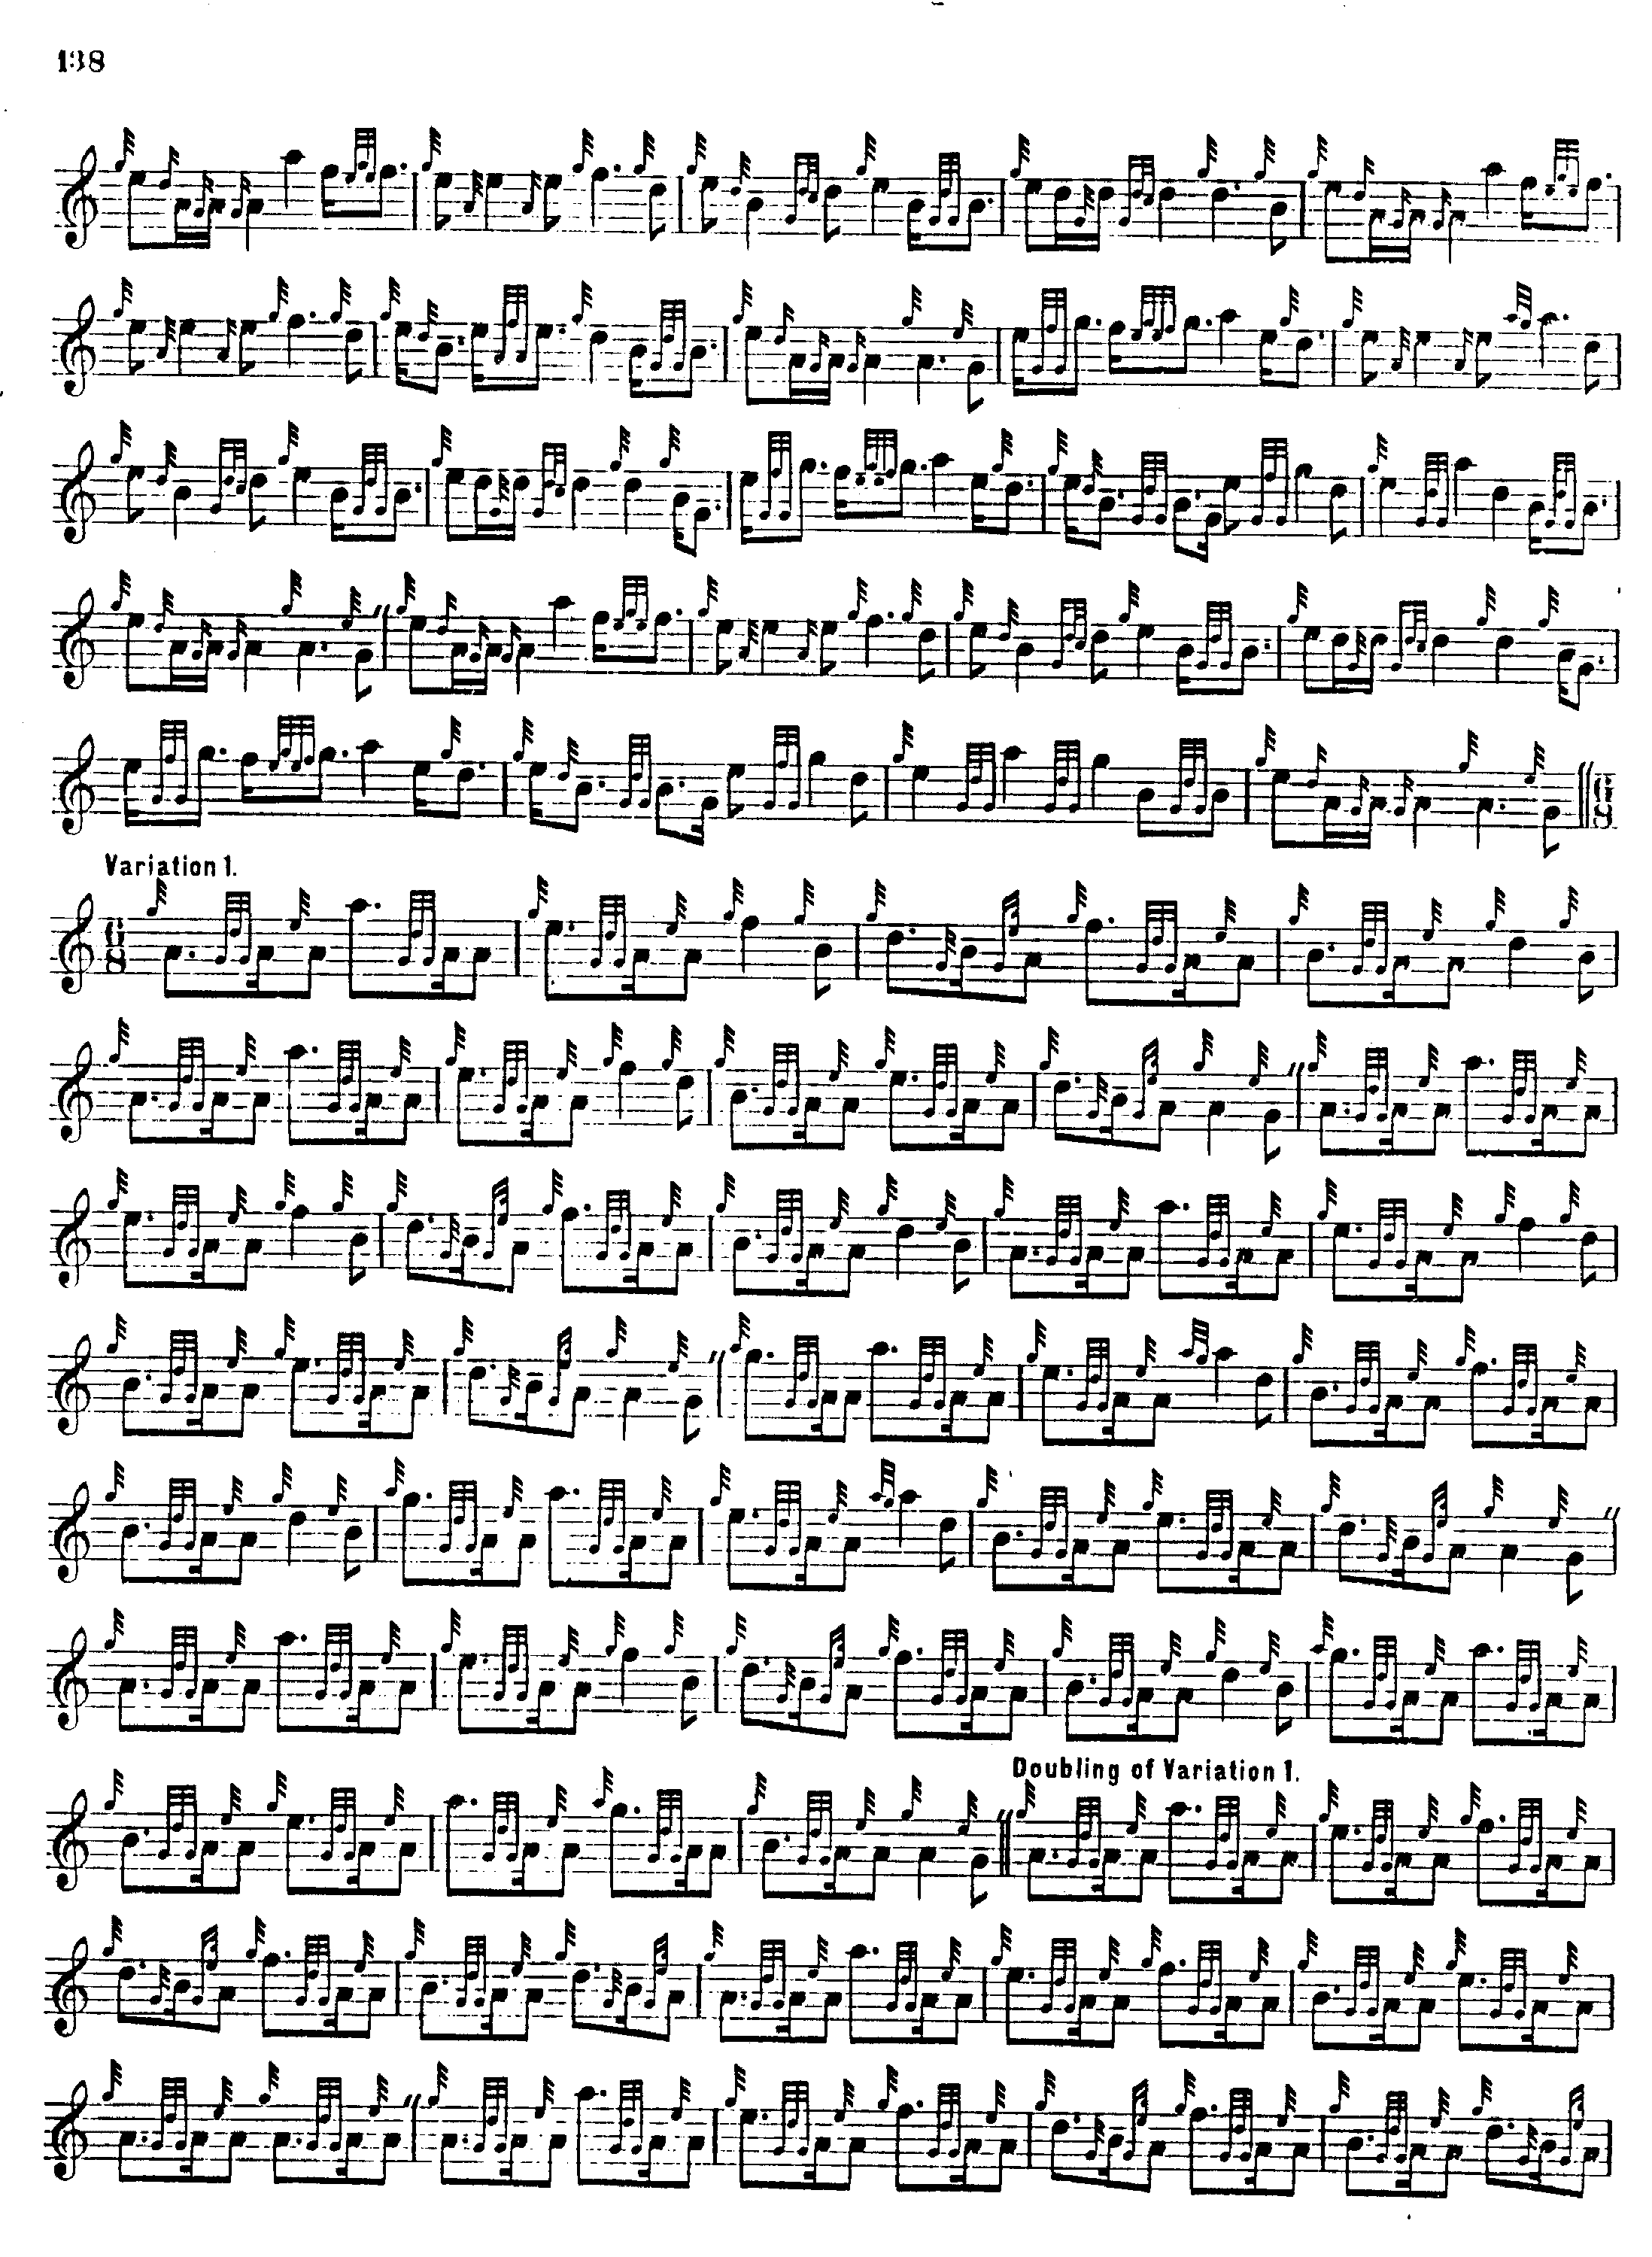 138
Variation 1.
Doubling of Variation 1.